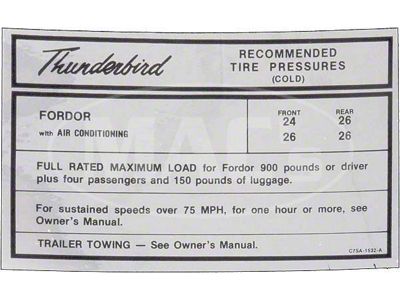 Thunderbird
RECOMMENDED
TIRE PRESSURES
(COLD)
FRONT REAR
FORDOR 24 26
with AIR CONDITIONING 26 26
FULL RATED MAXIMUM LOAD for Fordor 900 pounds or driver
plus four passengers and 150 pounds of luggage.
For sustained speeds over 75 MPH, for one hour or more, see
Owner's Manual.
TRAILER TOWING — See Owner's Manual.
C7SA-1532-A
MAC